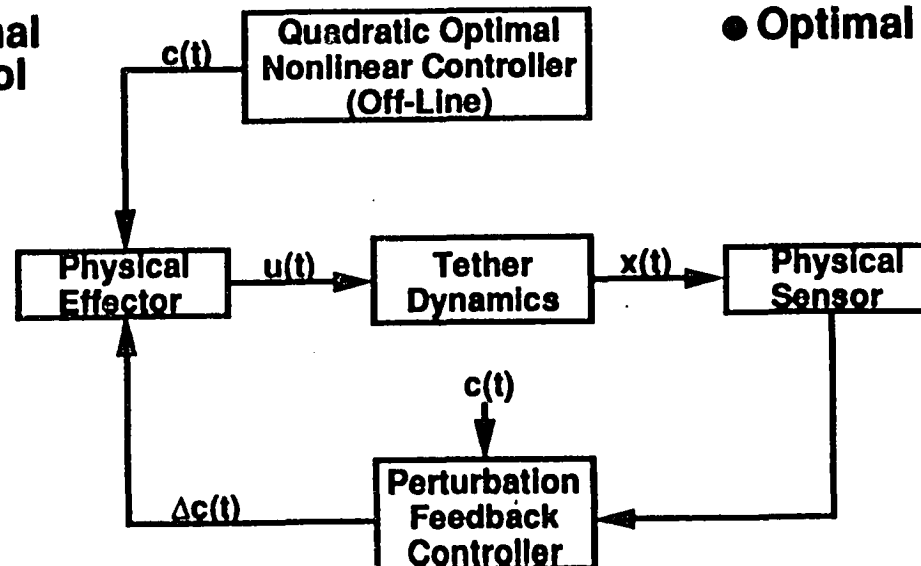 ● Optimal
Quadratic Optimal
Nonlinear Controller
(Off-Line)
c(t)
Physical
Effector
u(t)
Tether
Dynamics
x(t)
Physical
Sensor
c(t)
Perturbation
Feedback
Controller
Δc(t)